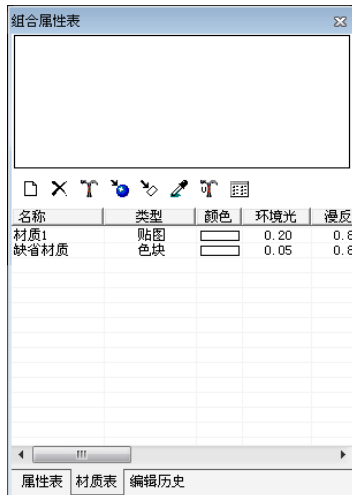 组合属性表
名称 类型 颜色 环境光 漫反
材质1 贴图 0.20 0.8
缺省材质 色块 0.05 0.8
属性表 材质表 编辑历史